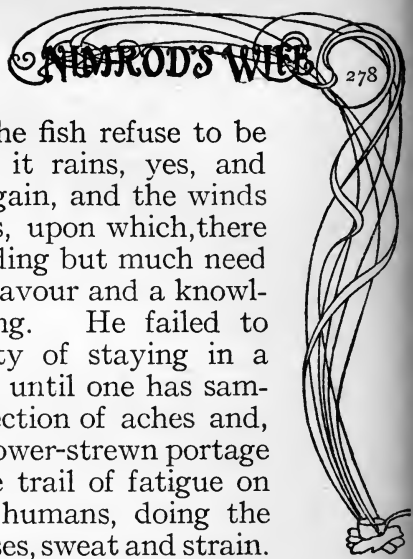 NIMROD'S WIFE
278
he fish refuse to be
it rains, yes, and
gain, and the winds
s, upon which,there
ding but much need
avour and a knowl-
ng. He failed to
ty of staying in a
until one has sam-
ection of aches and,
ower-strewn portage
e trail of fatigue on
humans, doing the
ses, sweat and strain.